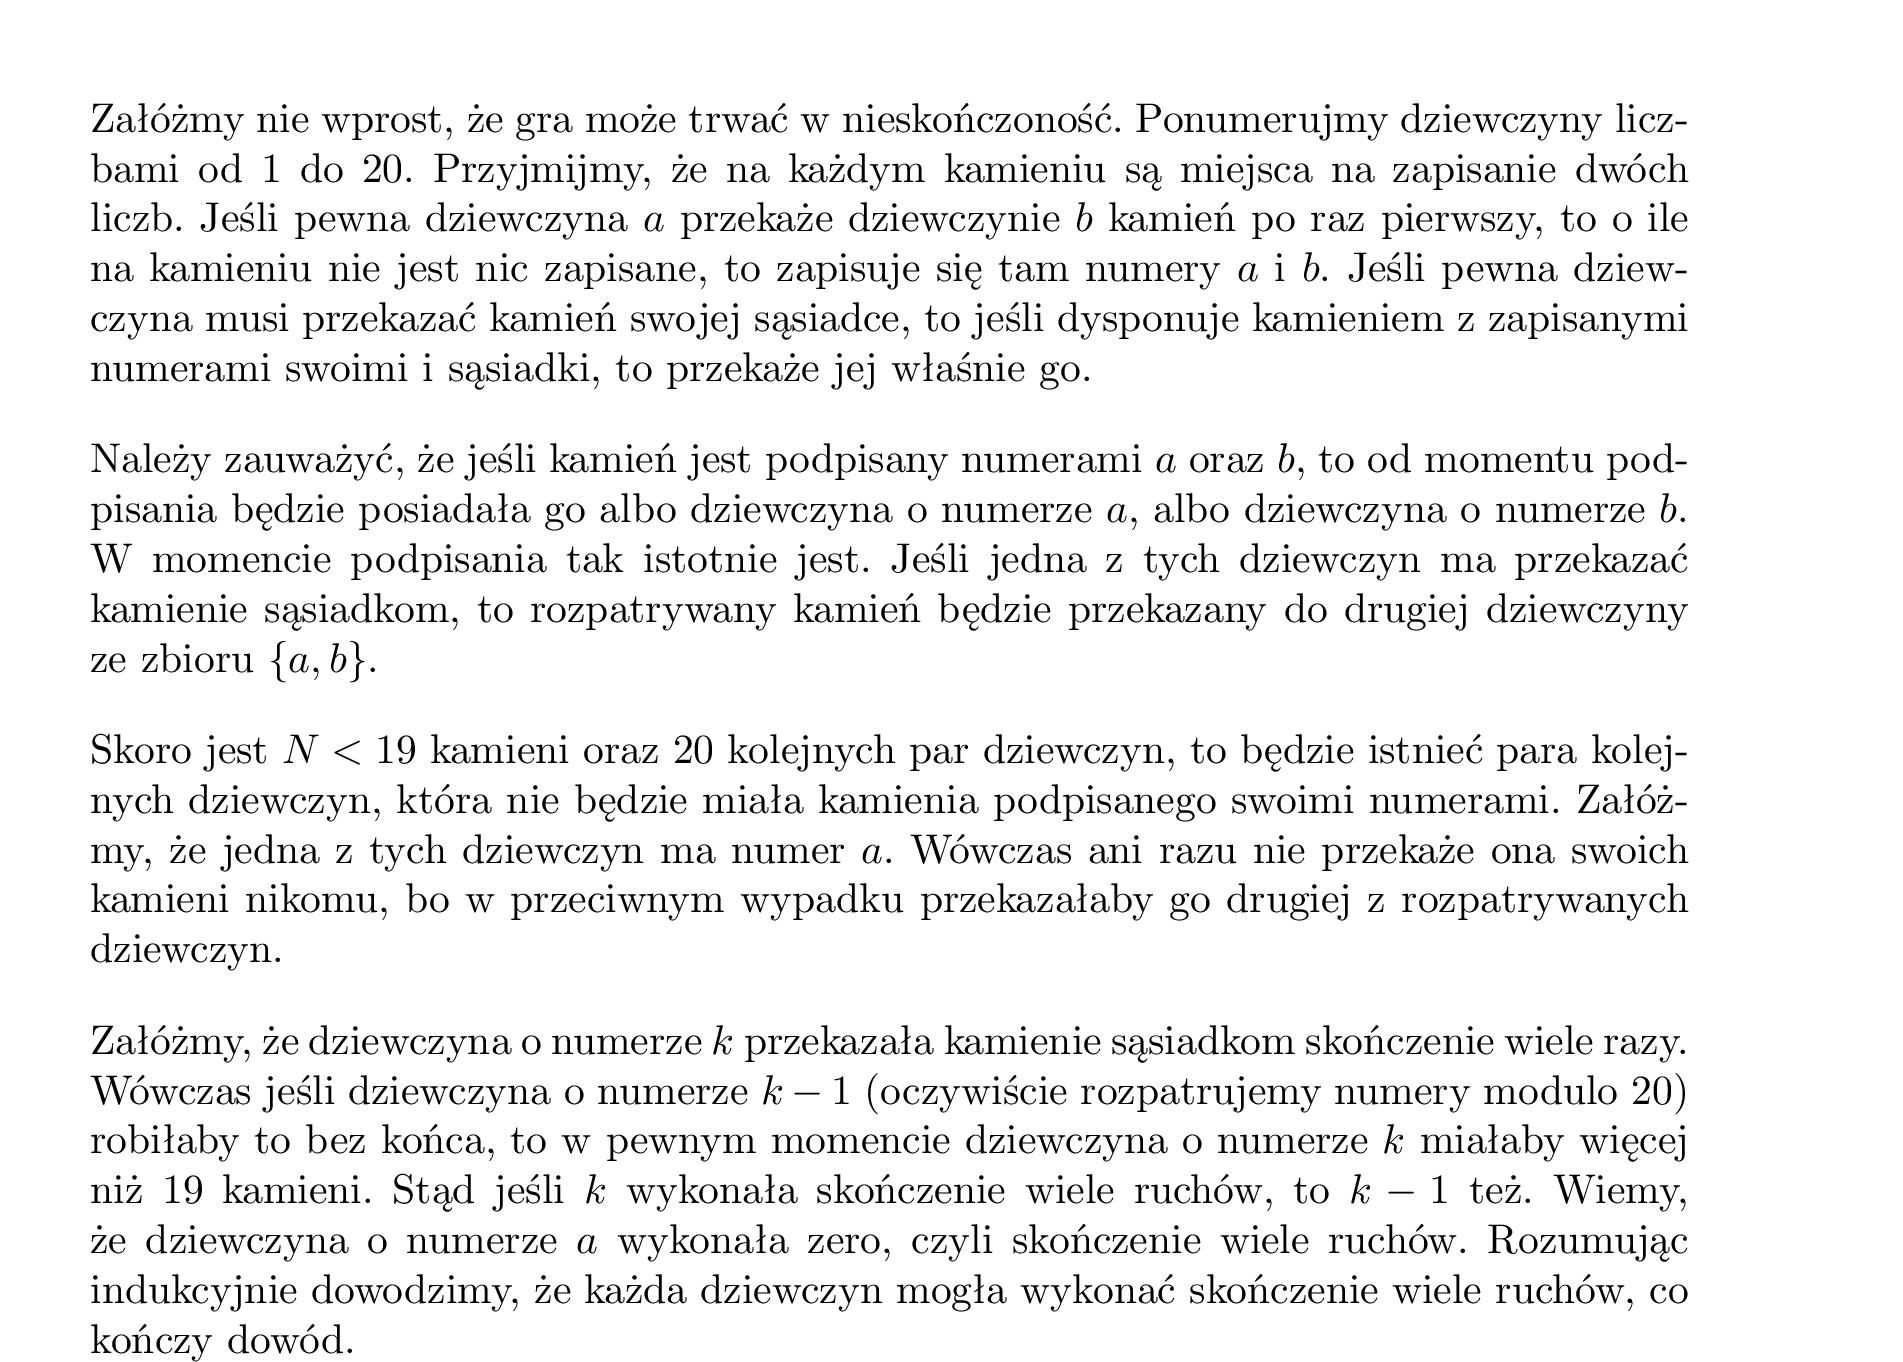 Załóżmy nie wprost, że gra może trwać w nieskończoność. Ponumerujmy dziewczyny licz-
bami od 1 do 20. Przyjmijmy, że na każdym kamieniu są miejsca na zapisanie dwóch
liczb. Jeśli pewna dziewczyna a przekaże dziewczynie b kamień po raz pierwszy, to o ile
na kamieniu nie jest nic zapisane, to zapisuje się tam numery a i b. Jeśli pewna dziew-
czyna musi przekazać kamień swojej sąsiadce, to jeśli dysponuje kamieniem z zapisanymi
numerami swoimi i sąsiadki, to przekaże jej właśnie go.
Należy zauważyć, że jeśli kamień jest podpisany numerami a oraz b, to od momentu pod-
pisania będzie posiadała go albo dziewczyna o numerze a, albo dziewczyna o numerze b.
W momencie podpisania tak istotnie jest. Jeśli jedna z tych dziewczyn ma przekazać
kamienie sąsiadkom, to rozpatrywany kamień będzie przekazany do drugiej dziewczyny
ze zbioru {a, b}.
Skoro jest N < 19 kamieni oraz 20 kolejnych par dziewczyn, to będzie istnieć para kolej-
nych dziewczyn, która nie będzie miała kamienia podpisanego swoimi numerami. Załóż-
my, że jedna z tych dziewczyn ma numer a. Wówczas ani razu nie przekaże ona swoich
kamieni nikomu, bo w przeciwnym wypadku przekazałaby go drugiej z rozpatrywanych
dziewczyn.
Załóżmy, że dziewczyna o numerze k przekazała kamienie sąsiadkom skończenie wiele razy.
Wówczas jeśli dziewczyna o numerze k − 1 (oczywiście rozpatrujemy numery modulo 20)
robiłaby to bez końca, to w pewnym momencie dziewczyna o numerze k miałaby więcej
niż 19 kamieni. Stąd jeśli k wykonała skończenie wiele ruchów, to k − 1 też. Wiemy,
że dziewczyna o numerze a wykonała zero, czyli skończenie wiele ruchów. Rozumując
indukcyjnie dowodzimy, że każda dziewczyn mogła wykonać skończenie wiele ruchów, co
kończy dowód.